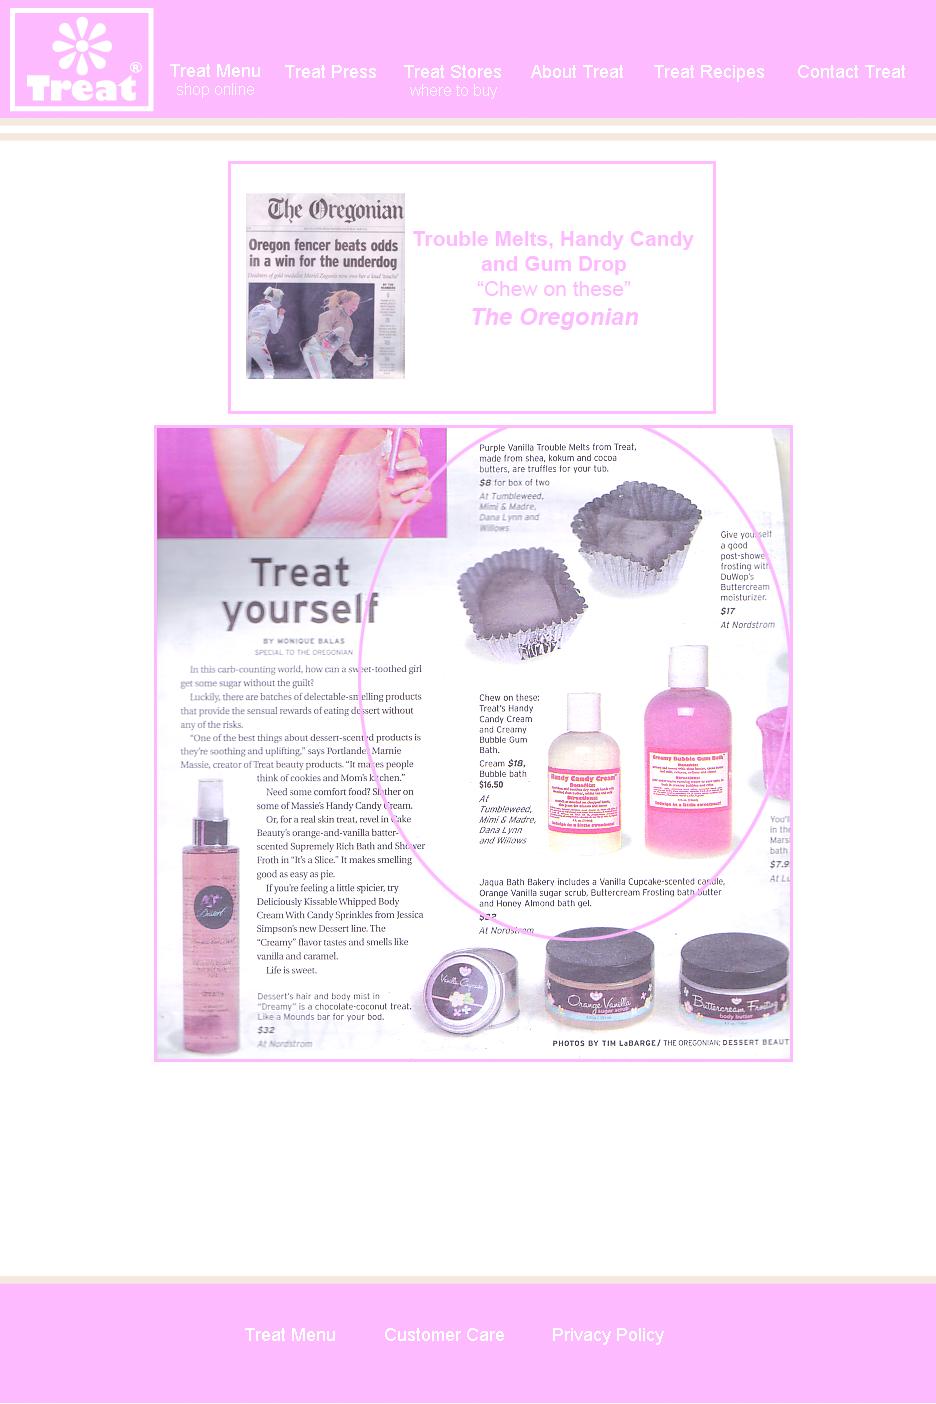 Treat®
Treat Menu
shop online
Treat Press
Treat Stores
where to buy
About Treat
Treat Recipes
Contact Treat
The Oregonian
Oregon fencer beats odds
in a win for the underdog
Trouble Melts, Handy Candy
and Gum Drop
“Chew on these”
The Oregonian
Treat
yourself
BY MONIQUE BALAS
SPECIAL TO THE OREGONIAN
In this carb-counting world, how can a sweet-toothed girl
get some sugar without the guilt?
Luckily, there are batches of delectable-smelling products
that provide the sensual rewards of eating dessert without
any of the risks.
“One of the best things about dessert-scented products is
they’re soothing and uplifting,” says Portlander Marnie
Massie, creator of Treat beauty products. “It makes people
think of cookies and Mom’s kitchen.”
Need some comfort food? Slather on
some of Massie’s Handy Candy Cream.
Or, for a real skin treat, revel in Cake
Beauty’s orange-and-vanilla batter-
scented Supremely Rich Bath and Shower
Froth in “It’s a Slice.” It makes smelling
good as easy as pie.
If you’re feeling a little spicier, try
Deliciously Kissable Whipped Body
Cream With Candy Sprinkles from Jessica
Simpson’s new Dessert line. The
“Creamy” flavor tastes and smells like
vanilla and caramel.
Life is sweet.
Dessert
Dessert’s hair and body mist in
“Dreamy” is a chocolate-coconut treat.
Like a Mounds bar for your bod.
$32
At Nordstrom
Purple Vanilla Trouble Melts from Treat,
made from shea, kokum and cocoa
butters, are truffles for your tub.
$8 for box of two
At Tumbleweed,
Mimi & Madre,
Dana Lynn and
Willows
Give yourself
a good
post-shower
frosting with
DuWop’s
Buttercream
moisturizer.
$17
At Nordstrom
Chew on these:
Treat’s Handy
Candy Cream
and Creamy
Bubble Gum
Bath.
Cream $18,
Bubble bath
$16.50
At
Tumbleweed,
Mimi & Madre,
Dana Lynn
and Willows
Handy Candy Cream
Benefits:
Directions:
Indulge in a little sweetness!
Creamy Bubble Gum Bath
Benefits:
Directions:
Indulge in a little sweetness!
You’ll
in the
Mars
bath
$7.9
At Lu
Jaqua Bath Bakery includes a Vanilla Cupcake-scented candle,
Orange Vanilla sugar scrub, Buttercream Frosting bath butter
and Honey Almond bath gel.
$22
At Nordstrom
Vanilla Cupcake
Orange Vanilla
sugar scrub
Buttercream Frosting
body butter
PHOTOS BY TIM LaBARGE/ THE OREGONIAN; DESSERT BEAUT
Treat Menu
Customer Care
Privacy Policy